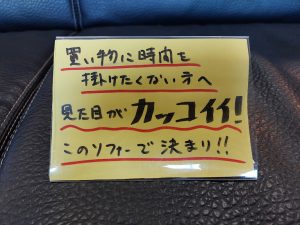 買い物に時間を
掛けたくがい方へ
見た目がカッコイイ!
このソファーで決まり!!